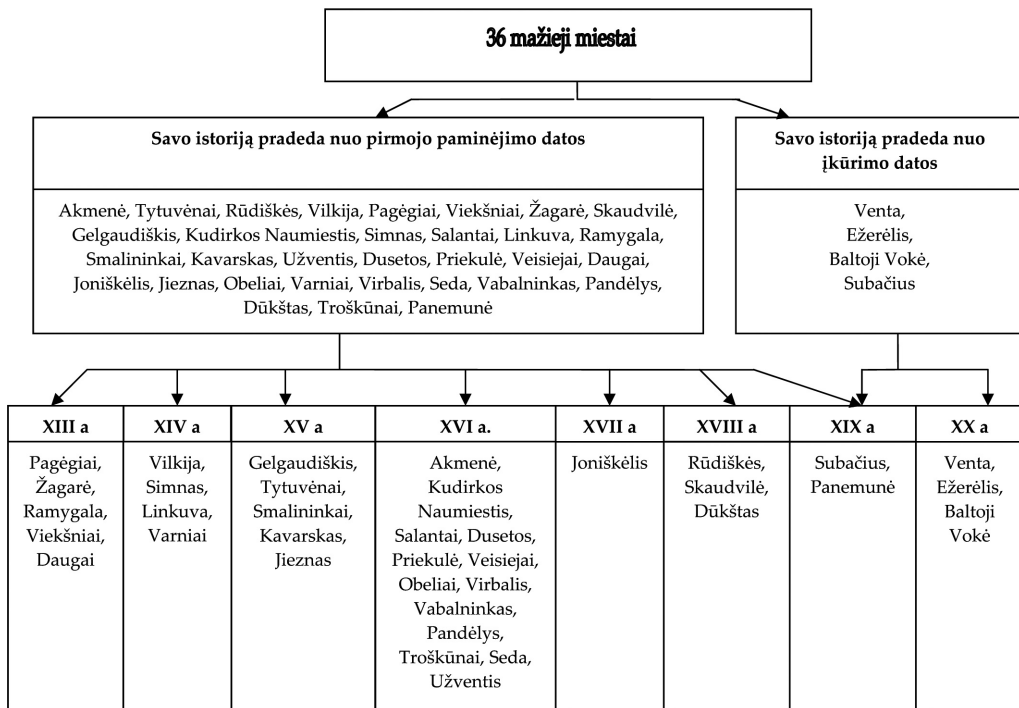 36 mažieji miestai
Savo istoriją pradeda nuo pirmojo paminėjimo datos
Akmenė, Tytuvėnai, Rūdiškės, Vilkija, Pagėgiai, Viekšniai, Žagarė, Skaudvilė,
Gelgaudiškis, Kudirkos Naumiestis, Simnas, Salantai, Linkuva, Ramygala,
Smalininkai, Kavarskas, Užventis, Dusetos, Priekulė, Veisiejai, Daugai,
Joniškėlis, Jieznas, Obeliai, Varniai, Virbalis, Seda, Vabalninkas, Pandėlys,
Dūkštas, Troškūnai, Panemunė
Savo istoriją pradeda nuo
įkūrimo datos
Venta,
Ežerėlis,
Baltoji Vokė,
Subačius
XIII a
Pagėgiai,
Žagarė,
Ramygala,
Viekšniai,
Daugai
XIV a
Vilkija,
Simnas,
Linkuva,
Varniai
XV a
Gelgaudiškis,
Tytuvėnai,
Smalininkai,
Kavarskas,
Jieznas
XVI a.
Akmenė,
Kudirkos
Naumiestis,
Salantai, Dusetos,
Priekulė, Veisiejai,
Obeliai, Virbalis,
Vabalninkas,
Pandėlys,
Troškūnai, Seda,
Užventis
XVII a
Joniškėlis
XVIII a
Rūdiškės,
Skaudvilė,
Dūkštas
XIX a
Subačius,
Panemunė
XX a
Venta,
Ežerėlis,
Baltoji
Vokė